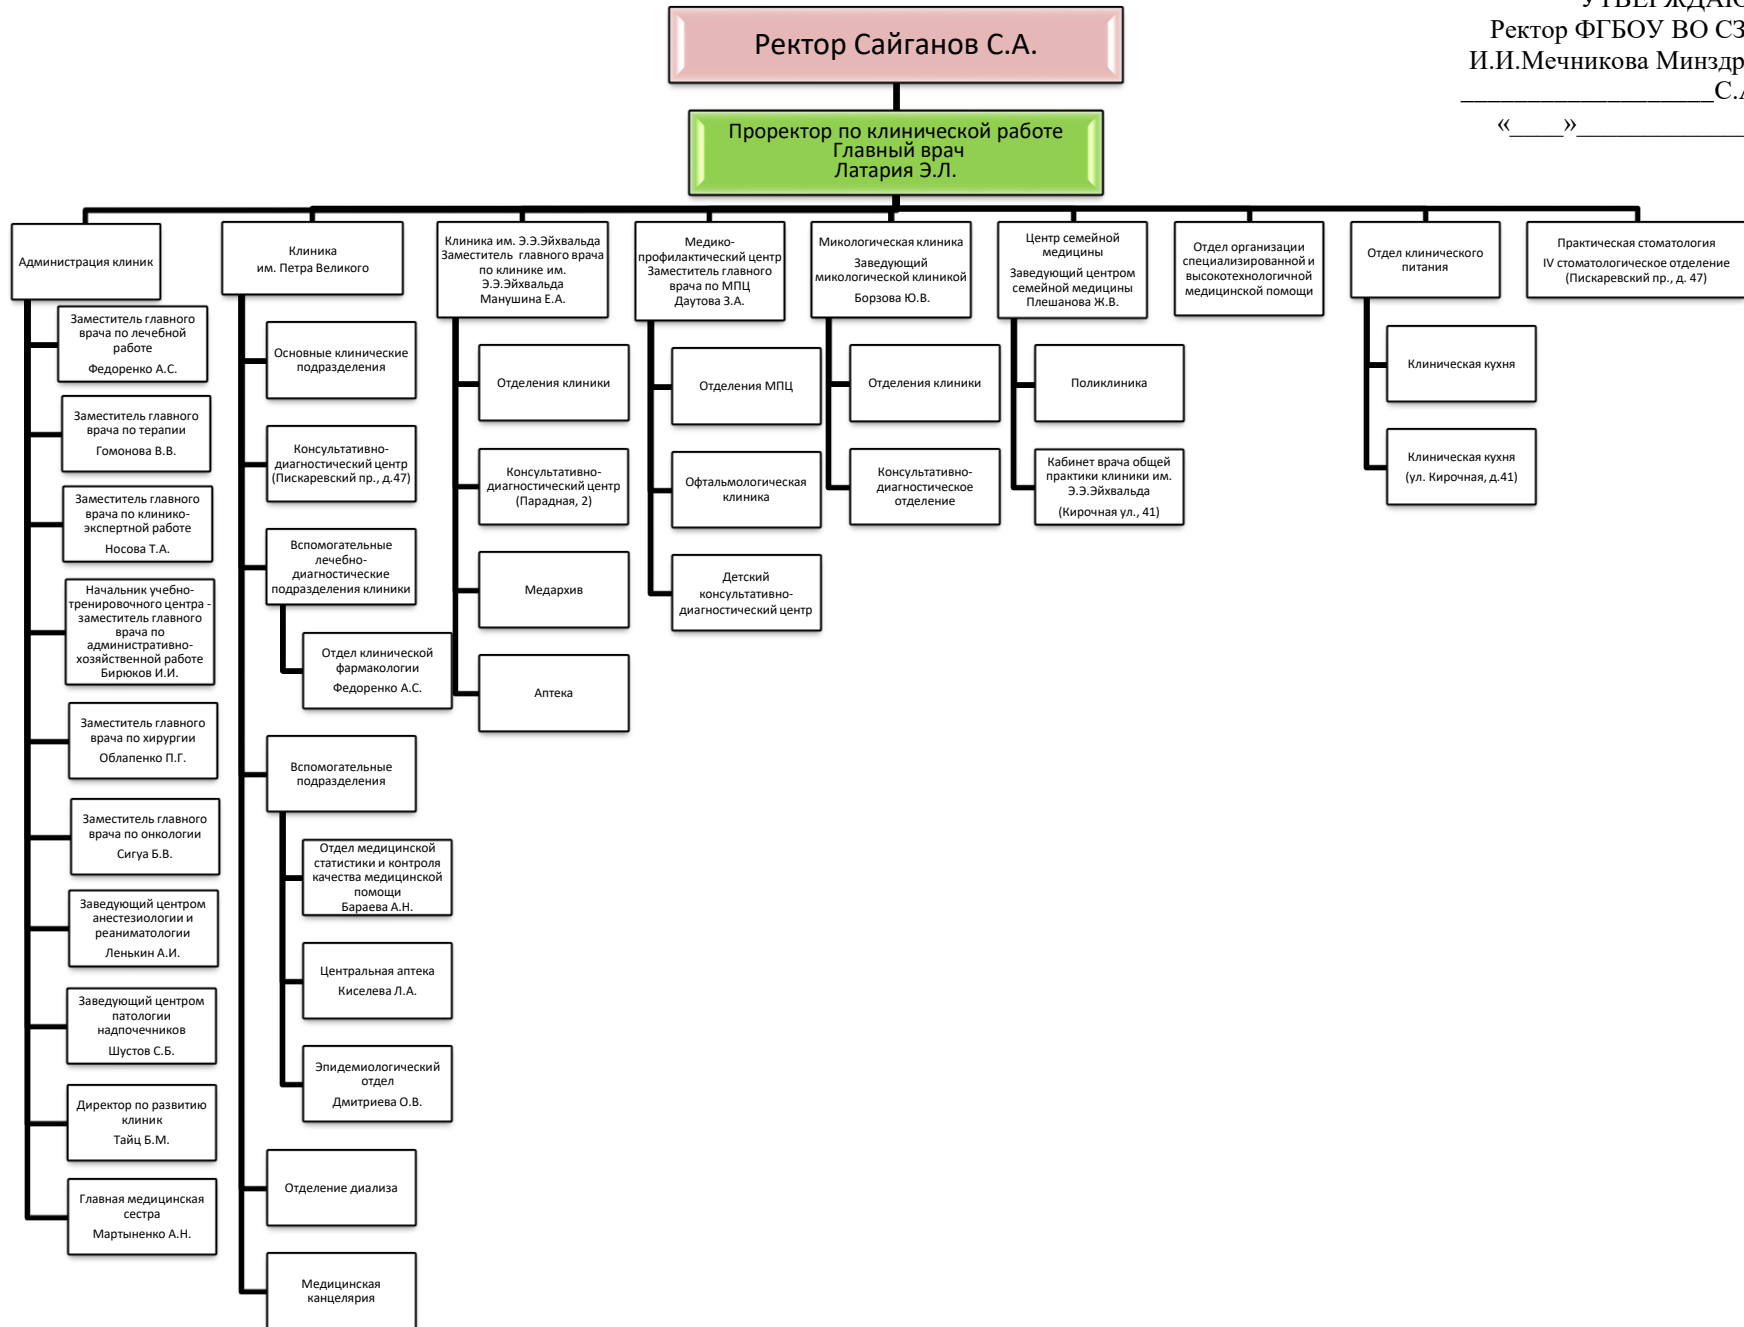 УТВЕРЖДАЮ
Ректор ФГБОУ ВО СЗ
И.И.Мечникова Минздр
___________________С.А
«____»_____________
Ректор Сайганов С.А.
Проректор по клинической работе
Главный врач
Латария Э.Л.
Администрация клиник
Заместитель главного
врача по лечебной
работе
Федоренко А.С.
Заместитель главного
врача по терапии
Гомонова В.В.
Заместитель главного
врача по клинико-
экспертной работе
Носова Т.А.
Начальник учебно-
тренировочного центра -
заместитель главного
врача по
административно-
хозяйственной работе
Бирюков И.И.
Заместитель главного
врача по хирургии
Облапенко П.Г.
Заместитель главного
врача по онкологии
Сигуа Б.В.
Заведующий центром
анестезиологии и
реаниматологии
Ленькин А.И.
Заведующий центром
патологии
надпочечников
Шустов С.Б.
Директор по развитию
клиник
Тайц Б.М.
Главная медицинская
сестра
Мартыненко А.Н.
Клиника
им. Петра Великого
Основные клинические
подразделения
Консультативно-
диагностический центр
(Пискаревский пр., д.47)
Вспомогательные
лечебно-
диагностические
подразделения клиники
Отдел клинической
фармакологии
Федоренко А.С.
Вспомогательные
подразделения
Отдел медицинской
статистики и контроля
качества медицинской
помощи
Бараева А.Н.
Центральная аптека
Киселева Л.А.
Эпидемиологический
отдел
Дмитриева О.В.
Отделение диализа
Медицинская
канцелярия
Клиника им. Э.Э.Эйхвальда
Заместитель главного врача
по клинике им.
Э.Э.Эйхвальда
Манушина Е.А.
Отделения клиники
Консультативно-
диагностический центр
(Парадная, 2)
Медархив
Аптека
Медико-
профилактический центр
Заместитель главного
врача по МПЦ
Даутова З.А.
Отделения МПЦ
Офтальмологическая
клиника
Детский
консультативно-
диагностический центр
Микологическая клиника
Заведующий
микологической клиникой
Борзова Ю.В.
Отделения клиники
Консультативно-
диагностическое
отделение
Центр семейной
медицины
Заведующий центром
семейной медицины
Плешанова Ж.В.
Поликлиника
Кабинет врача общей
практики клиники им.
Э.Э.Эйхвальда
(Кирочная ул., 41)
Отдел организации
специализированной и
высокотехнологичной
медицинской помощи
Отдел клинического
питания
Клиническая кухня
Клиническая кухня
(ул. Кирочная, д.41)
Практическая стоматология
IV стоматологическое отделение
(Пискаревский пр., д. 47)